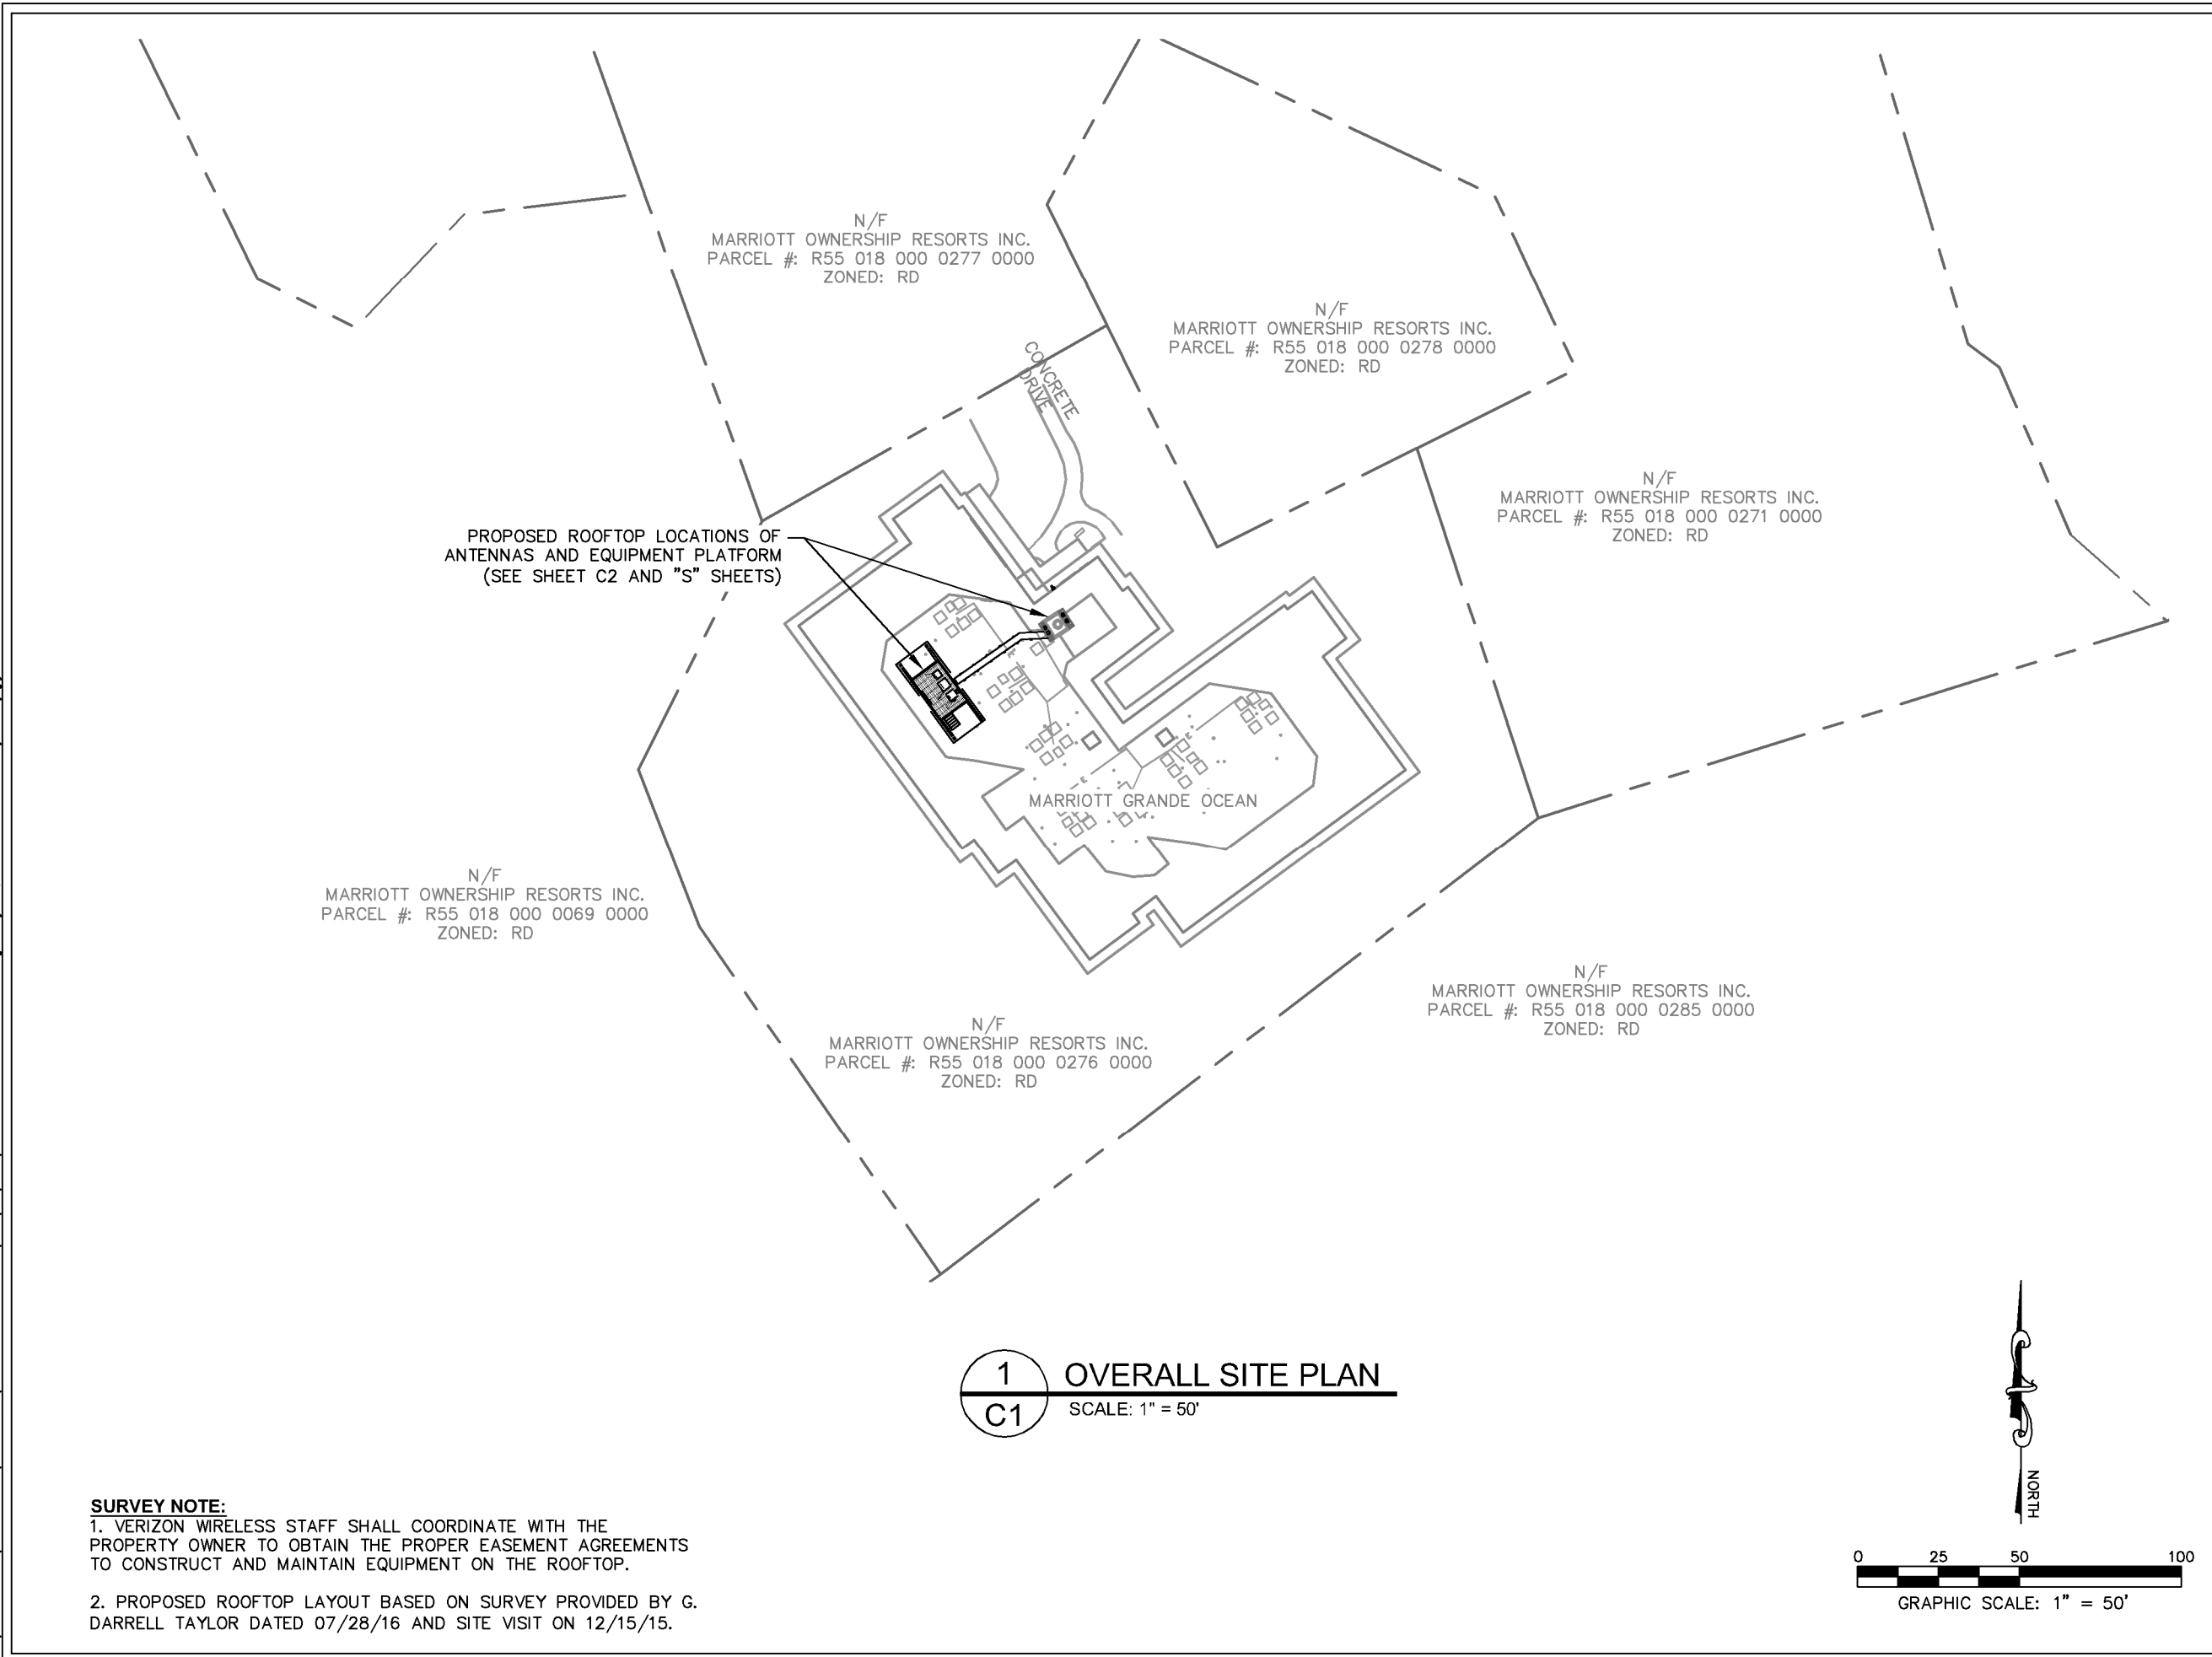 N/F
MARRIOTT OWNERSHIP RESORTS INC.
PARCEL #: R55 018 000 0277 0000
ZONED: RD
N/F
MARRIOTT OWNERSHIP RESORTS INC.
PARCEL #: R55 018 000 0278 0000
ZONED: RD
CONCRETE
DRIVE
N/F
MARRIOTT OWNERSHIP RESORTS INC.
PARCEL #: R55 018 000 0271 0000
ZONED: RD
PROPOSED ROOFTOP LOCATIONS OF
ANTENNAS AND EQUIPMENT PLATFORM
(SEE SHEET C2 AND "S" SHEETS)
MARRIOTT GRANDE OCEAN
N/F
MARRIOTT OWNERSHIP RESORTS INC.
PARCEL #: R55 018 000 0069 0000
ZONED: RD
N/F
MARRIOTT OWNERSHIP RESORTS INC.
PARCEL #: R55 018 000 0285 0000
ZONED: RD
N/F
MARRIOTT OWNERSHIP RESORTS INC.
PARCEL #: R55 018 000 0276 0000
ZONED: RD
1
C1
OVERALL SITE PLAN
SCALE: 1" = 50'
NORTH
0 25 50 100
GRAPHIC SCALE: 1" = 50'
SURVEY NOTE:
1. VERIZON WIRELESS STAFF SHALL COORDINATE WITH THE
PROPERTY OWNER TO OBTAIN THE PROPER EASEMENT AGREEMENTS
TO CONSTRUCT AND MAINTAIN EQUIPMENT ON THE ROOFTOP.
2. PROPOSED ROOFTOP LAYOUT BASED ON SURVEY PROVIDED BY G.
DARRELL TAYLOR DATED 07/28/16 AND SITE VISIT ON 12/15/15.